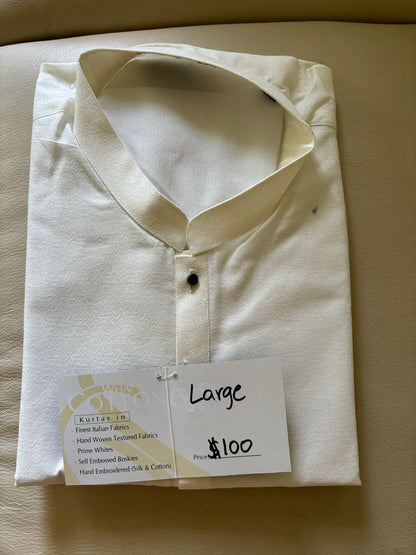 Large
Kurtas in
Finest Italian Fabrics
Hand Woven Textured Fabrics
Prime Whites
Self Embossed Boskies
Hand Embroidered (Silk & Cotton)
Price: $100